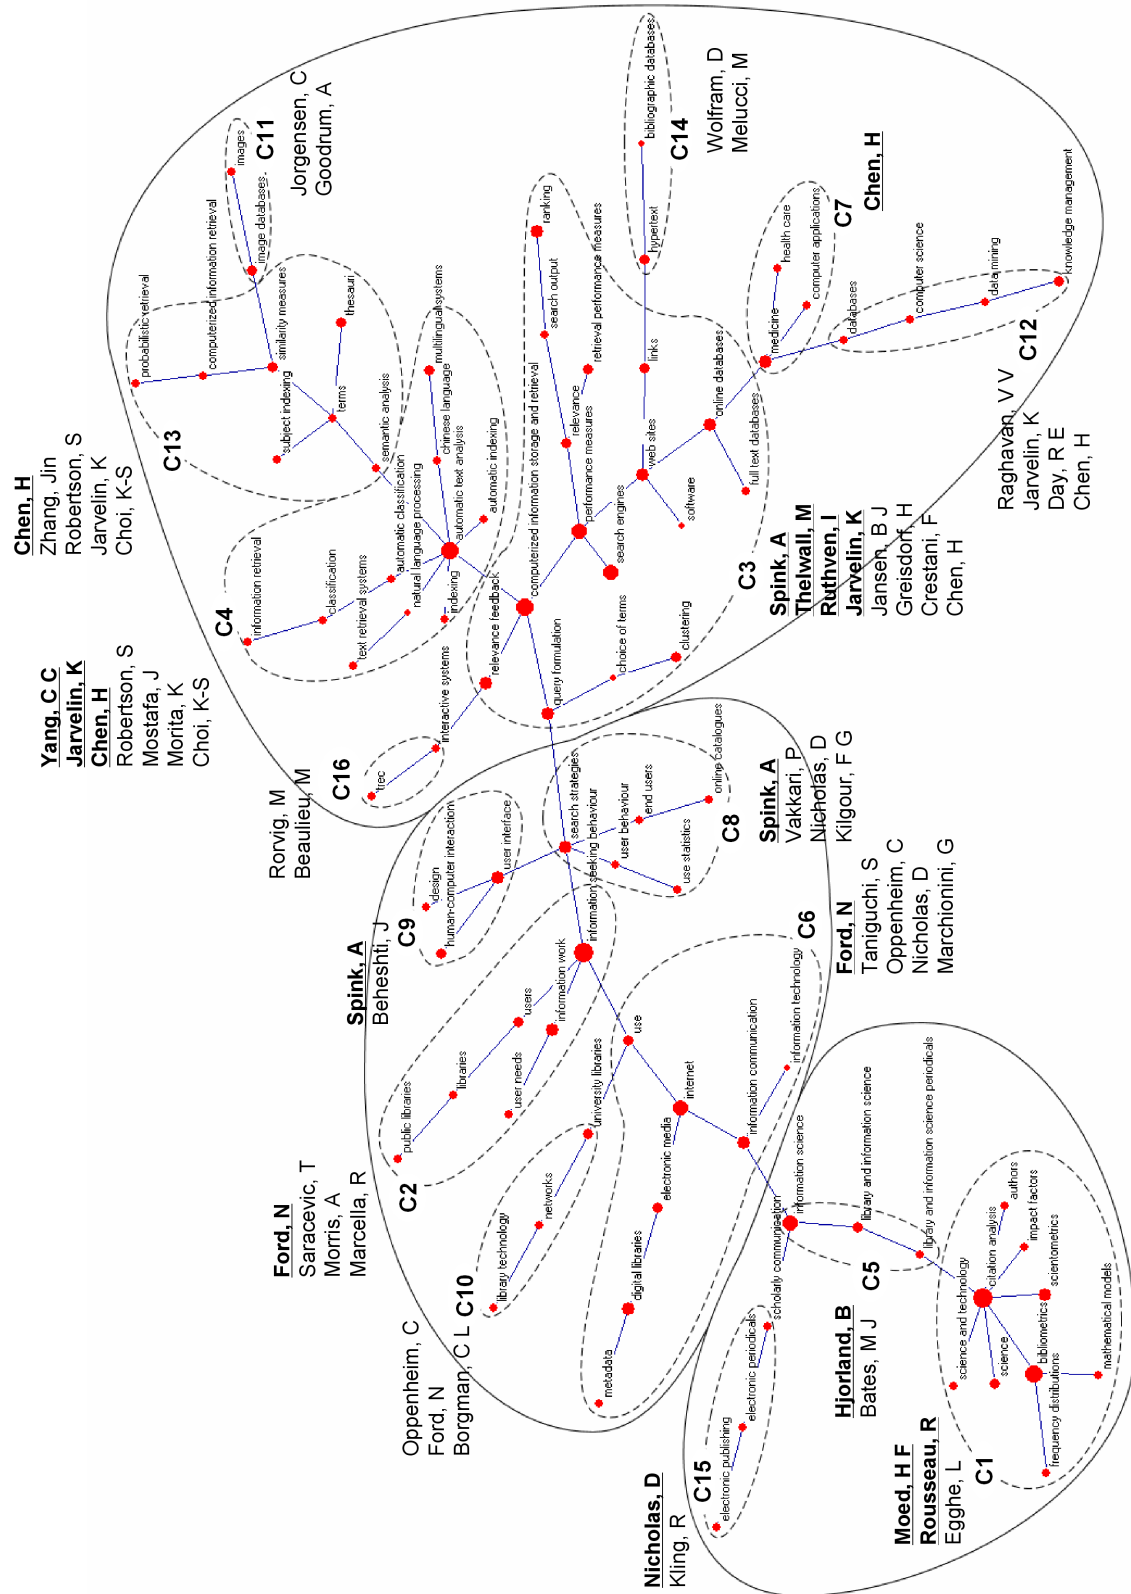 Chen, H
Zhang, Jin
Robertson, S
Jarvelin, K
Choi, K-S
C13
probabilistic retrieval
computerized information retrieval
similarity measures
subject indexing
terms
thesauri
semantic analysis
image databases
images
C11
Jorgensen, C
Goodrum, A
Yang, C C
Jarvelin, K
Chen, H
Robertson, S
Mostafa, J
Morita, K
Choi, K-S
C4
information retrieval
classification
text retrieval systems
automatic classification
natural language processing
indexing
automatic text analysis
automatic indexing
chinese language
multilingual systems
Rorvig, M
Beaulieu, M
C16
trec
interactive systems
relevance feedback
computerized information storage and retrieval
query formulation
choice of terms
clustering
performance measures
search engines
relevance
retrieval performance measures
search output
ranking
web sites
software
links
online databases
full text databases
C3
Spink, A
Thelwall, M
Ruthven, I
Jarvelin, K
Jansen, B J
Greisdorf, H
Crestani, F
Chen, H
hypertext
bibliographic databases
C14
Wolfram, D
Melucci, M
medicine
health care
computer applications
C7
Chen, H
databases
computer science
data mining
knowledge management
C12
Raghavan, V V
Jarvelin, K
Day, R E
Chen, H
Spink, A
Beheshti, J
C9
design
human-computer interaction
user interface
search strategies
user behaviour
use statistics
end users
online catalogues
C8
Spink, A
Vakkari, P
Nicholas, D
Kilgour, F G
Ford, N
Saracevic, T
Morris, A
Marcella, R
C2
public libraries
libraries
users
user needs
information work
information seeking behaviour
Oppenheim, C
Ford, N
Borgman, C L
C10
library technology
networks
university libraries
use
internet
electronic media
digital libraries
metadata
information communication
information technology
C6
Ford, N
Taniguchi, S
Oppenheim, C
Nicholas, D
Marchionini, G
Nicholas, D
Kling, R
C15
electronic publishing
electronic periodicals
scholarly communication
information science
library and information science
library and information science periodicals
C5
Hjorland, B
Bates, M J
Moed, H F
Rousseau, R
Egghe, L
C1
science and technology
science
citation analysis
authors
impact factors
scientometrics
bibliometrics
frequency distributions
mathematical models